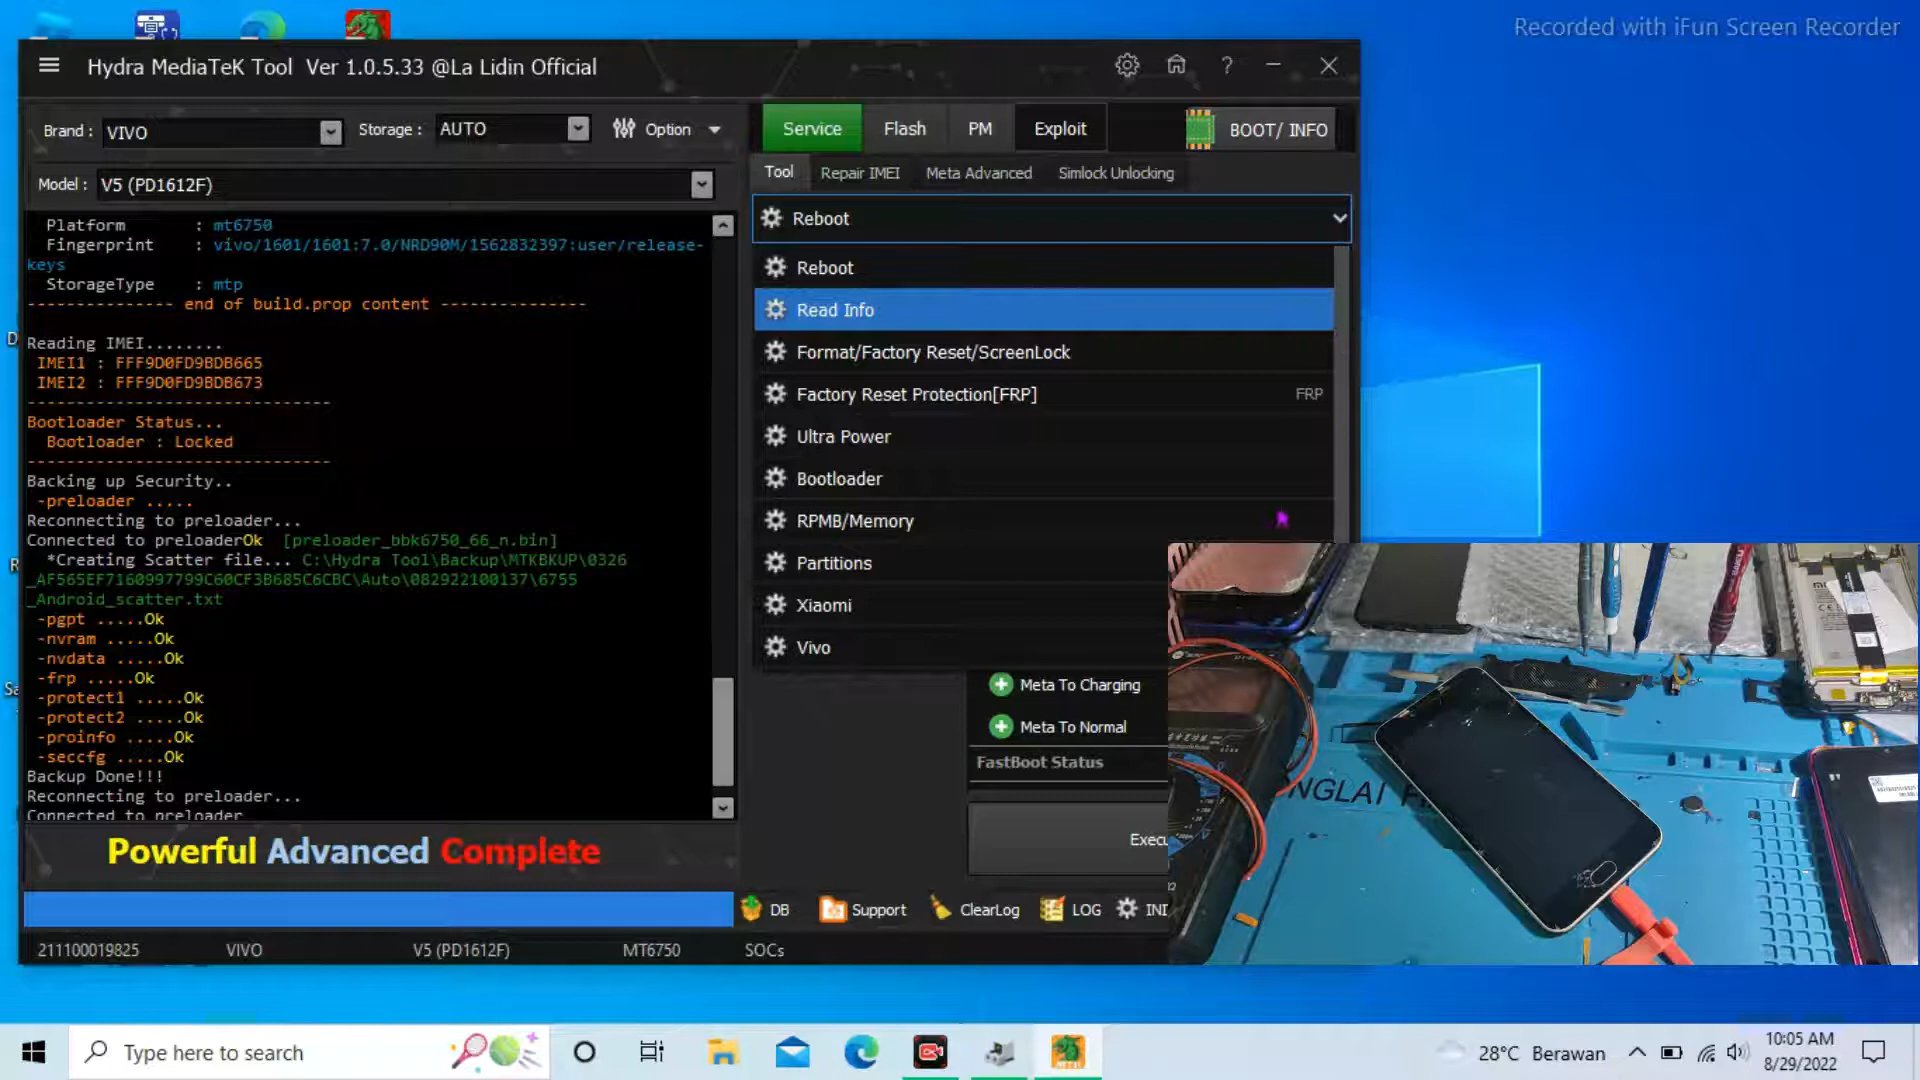 Recorded with iFun Screen Recorder
Hydra MediaTeK Tool Ver 1.0.5.33 @La Lidin Official
Brand : VIVO Storage : AUTO Option
Model : V5 (PD1612F)
Platform : mt6750
Fingerprint : vivo/1601/1601:7.0/NRD90M/1562832397:user/release-
keys
StorageType : mtp
--------------- end of build.prop content ---------------
Reading IMEI........
IMEI1 : FFF9D0FD9BDB665
IMEI2 : FFF9D0FD9BDB673
-------------------------------
Bootloader Status...
Bootloader : Locked
-------------------------------
Backing up Security..
-preloader .....
Reconnecting to preloader...
Connected to preloaderOk [preloader_bbk6750_66_n.bin]
*Creating Scatter file... C:\Hydra Tool\Backup\MTKBKUP\0326
_AF565EF7160997799C60CF3B685C6CBC\Auto\082922100137\6755
_Android_scatter.txt
-pgpt .....Ok
-nvram .....Ok
-nvdata .....Ok
-frp .....Ok
-protect1 .....Ok
-protect2 .....Ok
-proinfo .....Ok
-seccfg .....Ok
Backup Done!!!
Reconnecting to preloader...
Connected to preloader
Powerful Advanced Complete
Service Flash PM Exploit BOOT/ INFO
Tool Repair IMEI Meta Advanced Simlock Unlocking
Reboot
Reboot
Read Info
Format/Factory Reset/ScreenLock
Factory Reset Protection[FRP] FRP
Ultra Power
Bootloader
RPMB/Memory
Partitions
Xiaomi
Vivo
Meta To Charging
Meta To Normal
FastBoot Status
Execu
DB Support ClearLog LOG INI
211100019825 VIVO V5 (PD1612F) MT6750 SOCs
Type here to search
28°C Berawan
10:05 AM
8/29/2022